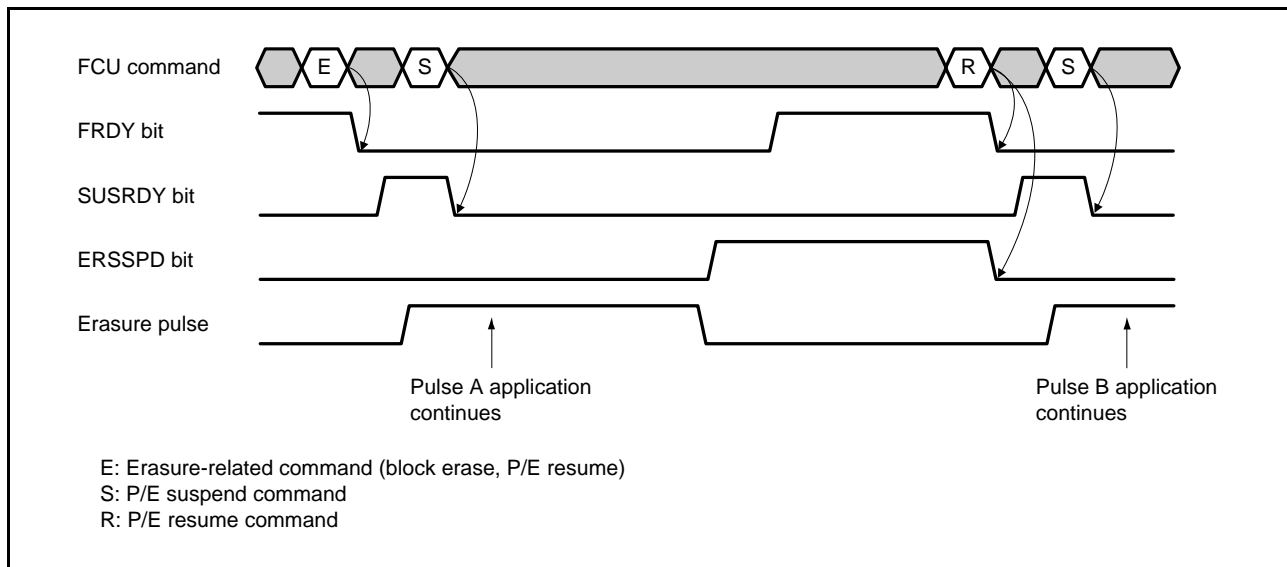 FCU command
E
S
R
S
FRDY bit
SUSRDY bit
ERSSPD bit
Erasure pulse
Pulse A application
continues
Pulse B application
continues
E: Erasure-related command (block erase, P/E resume)
S: P/E suspend command
R: P/E resume command